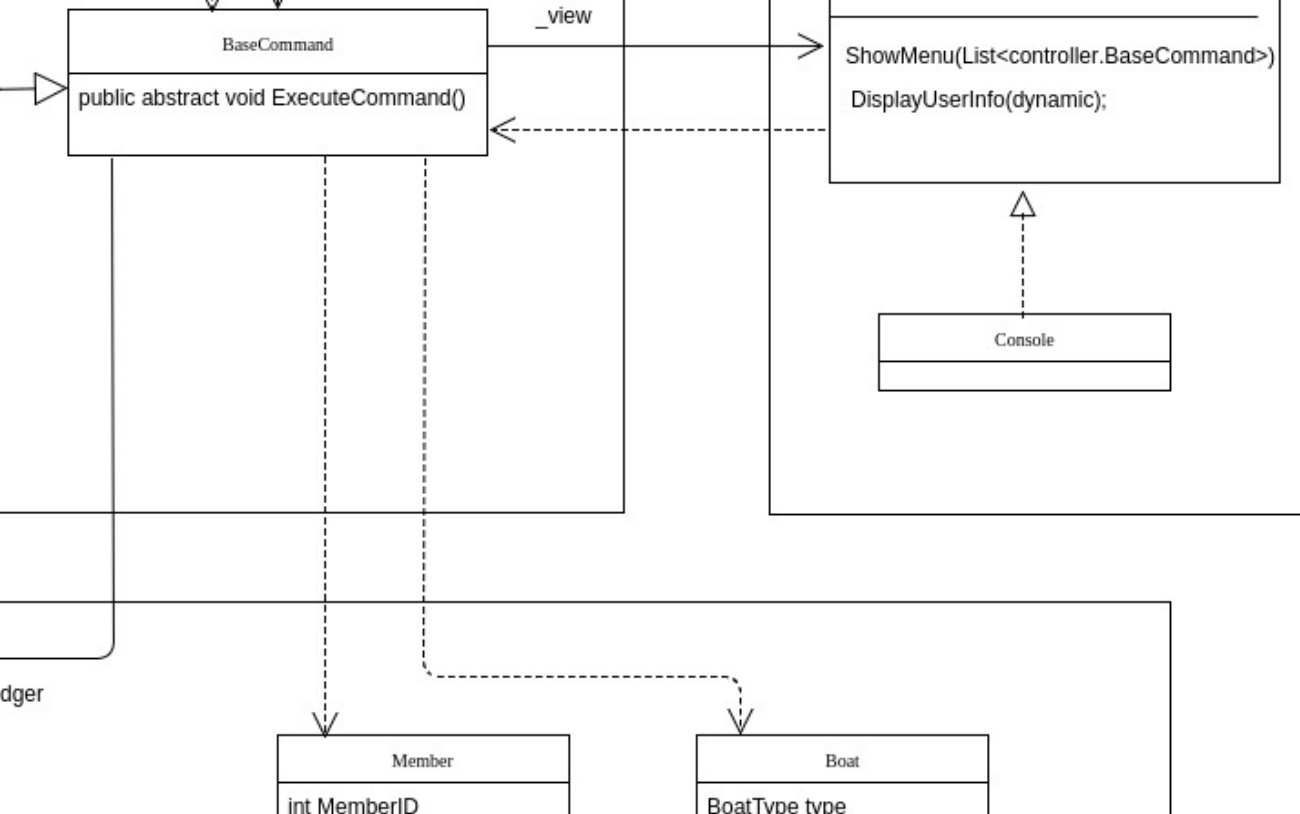 _view
BaseCommand
public abstract void ExecuteCommand()
ShowMenu(List<controller.BaseCommand>)
DisplayUserInfo(dynamic);
Console
dger
Member
int MemberID
Boat
BoatType type